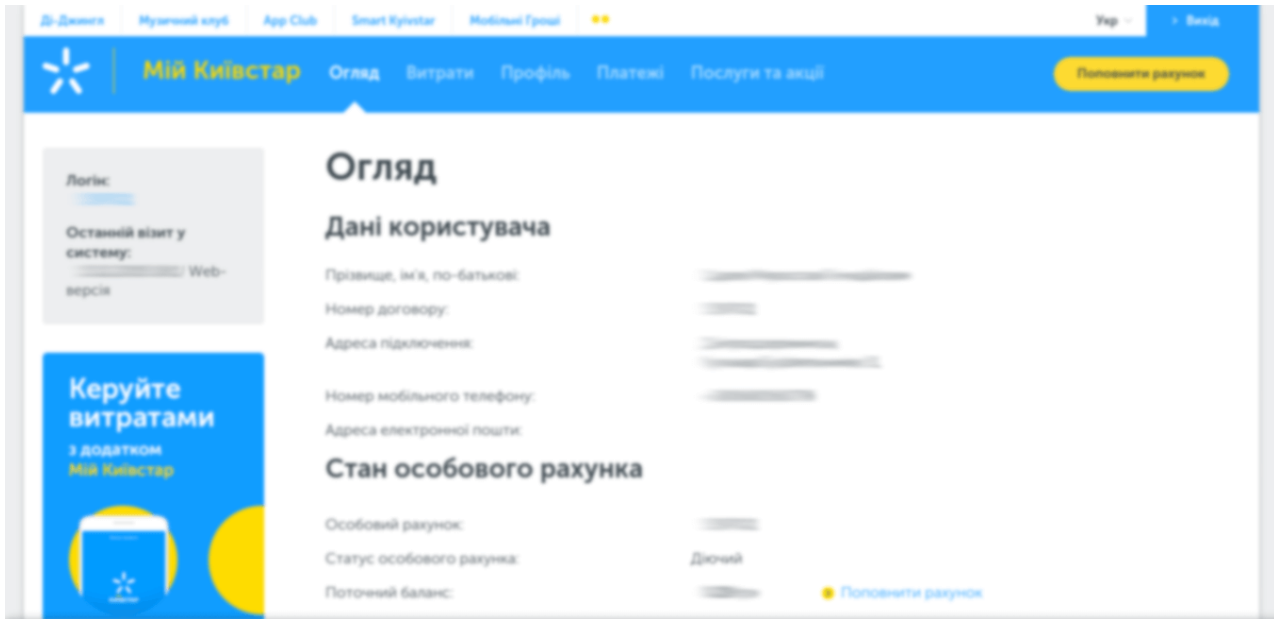 Ді-Джингл Музичний клуб App Club Smart Kyivstar Мобільні Гроші Укр Вихід
Мій Київстар Огляд Витрати Профіль Платежі Послуги та акції Поповнити рахунок
Логін:
Останній візит у
систему:
/ Web-
версія
Керуйте
витратами
з додатком
Мій Київстар
КИЇВСТАР
Огляд
Дані користувача
Прізвище, ім'я, по-батькові:
Номер договору:
Адреса підключення:
Номер мобільного телефону:
Адреса електронної пошти:
Стан особового рахунка
Особовий рахунок:
Статус особового рахунка: Діючий
Поточний баланс: Поповнити рахунок